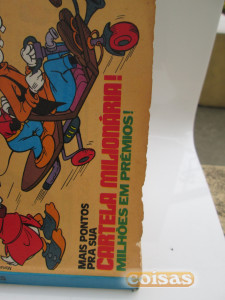 MAIS PONTOS
PRA SUA
CARTELA MILIONÁRIA!
MILHÕES EM PRÊMIOS!
coisas